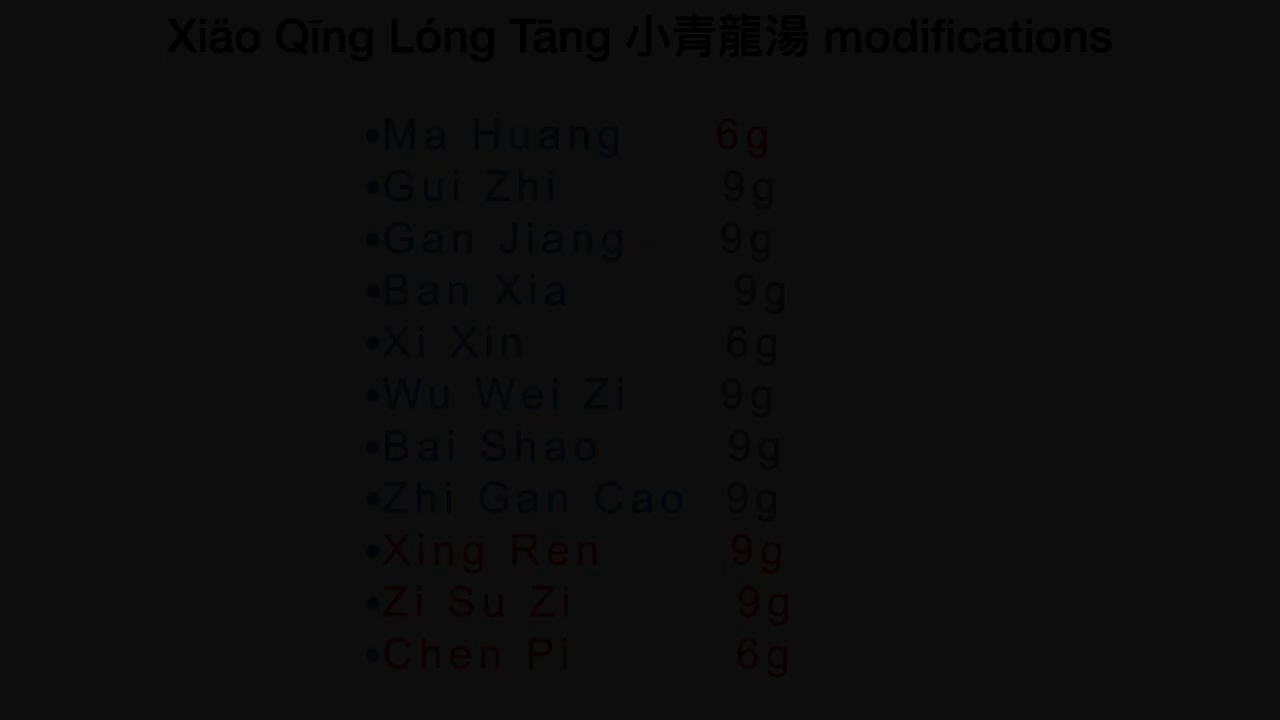 Xiǎo Qīng Lóng Tāng 小青龍湯 modifications
•Ma Huang 6g
•Gui Zhi 9g
•Gan Jiang 9g
•Ban Xia 9g
•Xi Xin 6g
•Wu Wei Zi 9g
•Bai Shao 9g
•Zhi Gan Cao 9g
•Xing Ren 9g
•Zi Su Zi 9g
•Chen Pi 6g